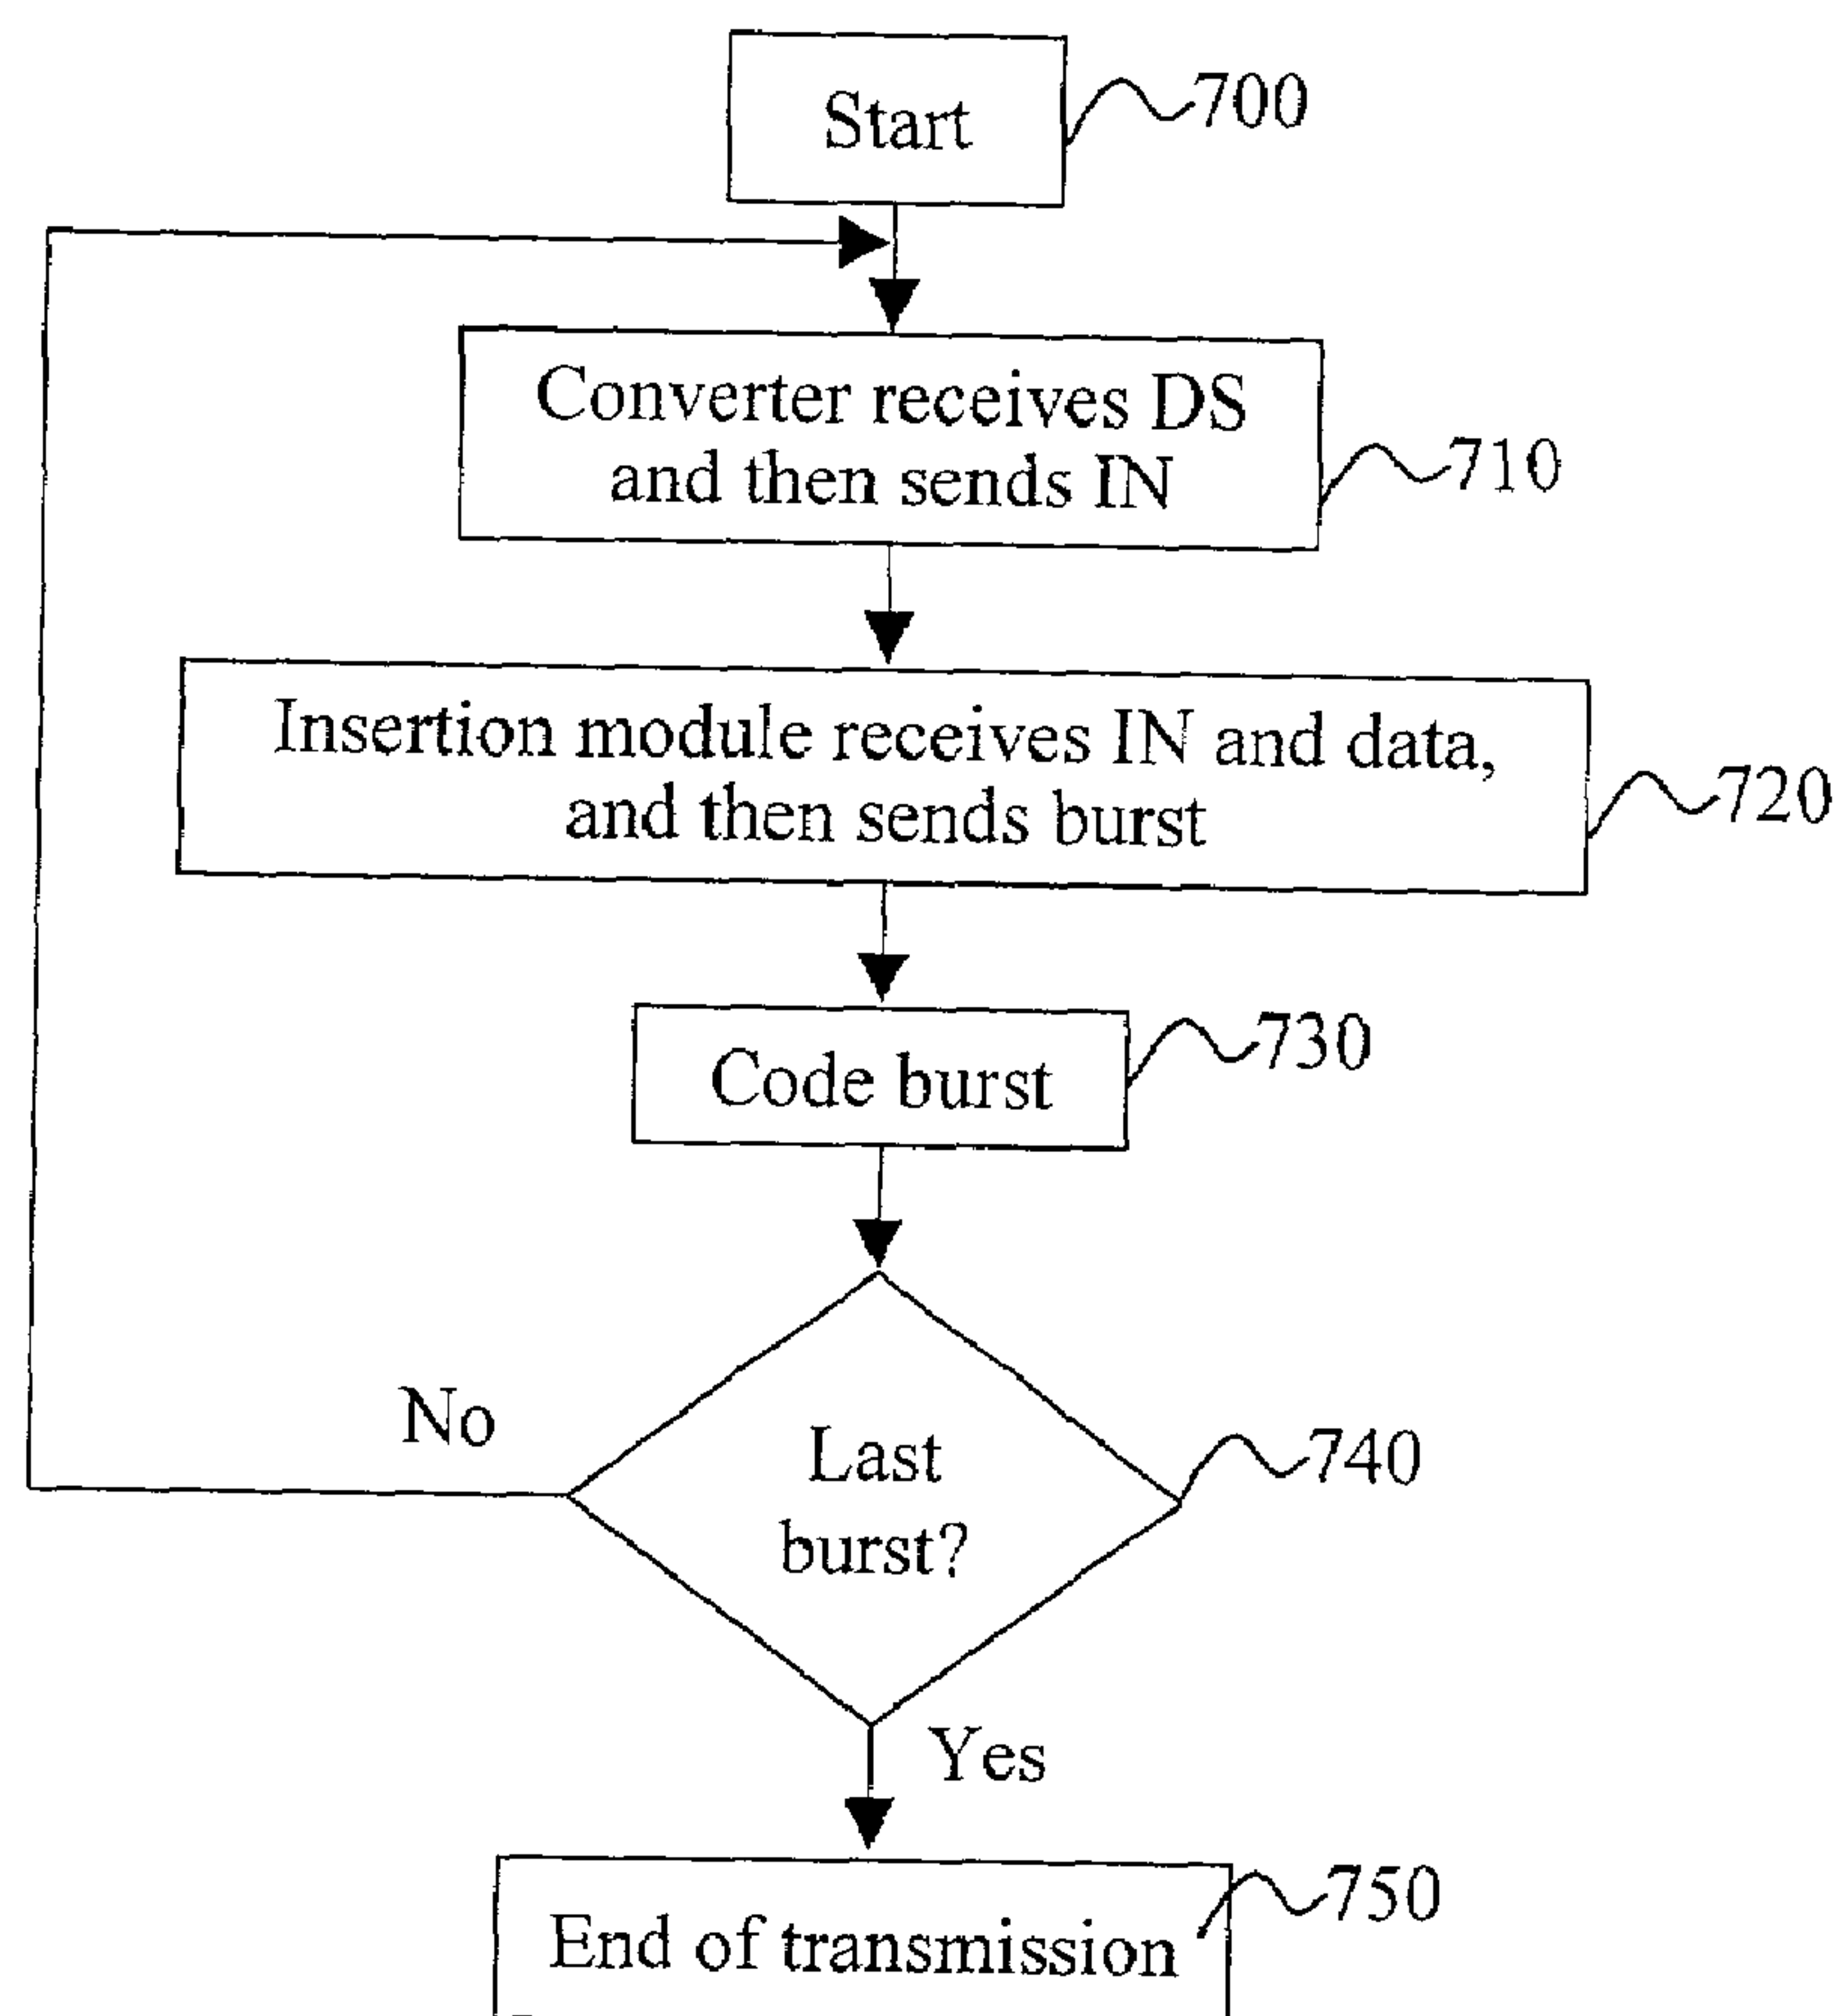 Start
700
Converter receives DS
and then sends IN
710
Insertion module receives IN and data,
and then sends burst
720
Code burst
730
No
Last
burst?
740
Yes
End of transmission
750